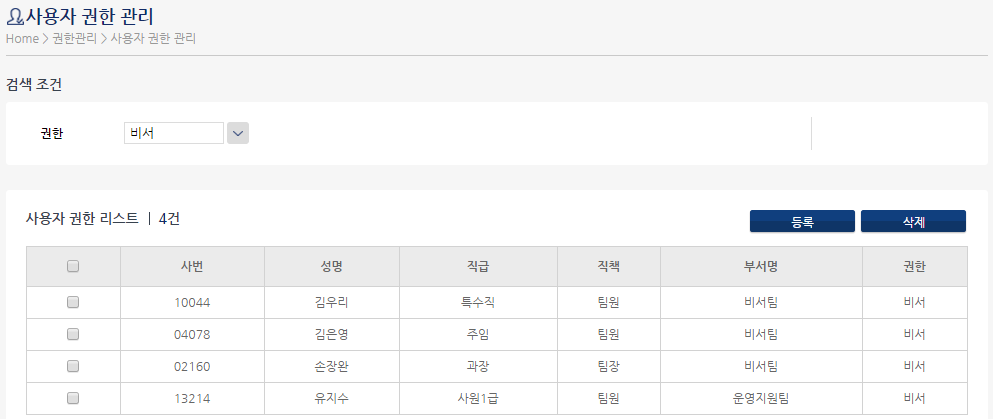 사용자 권한 관리
Home > 권한관리 > 사용자 권한 관리
검색 조건
권한 비서
사용자 권한 리스트 | 4건 등록 삭제
사번 성명 직급 직책 부서명 권한
10044 김우리 특수직 팀원 비서팀 비서
04078 김은영 주임 팀원 비서팀 비서
02160 손장완 과장 팀장 비서팀 비서
13214 유지수 사원1급 팀원 운영지원팀 비서